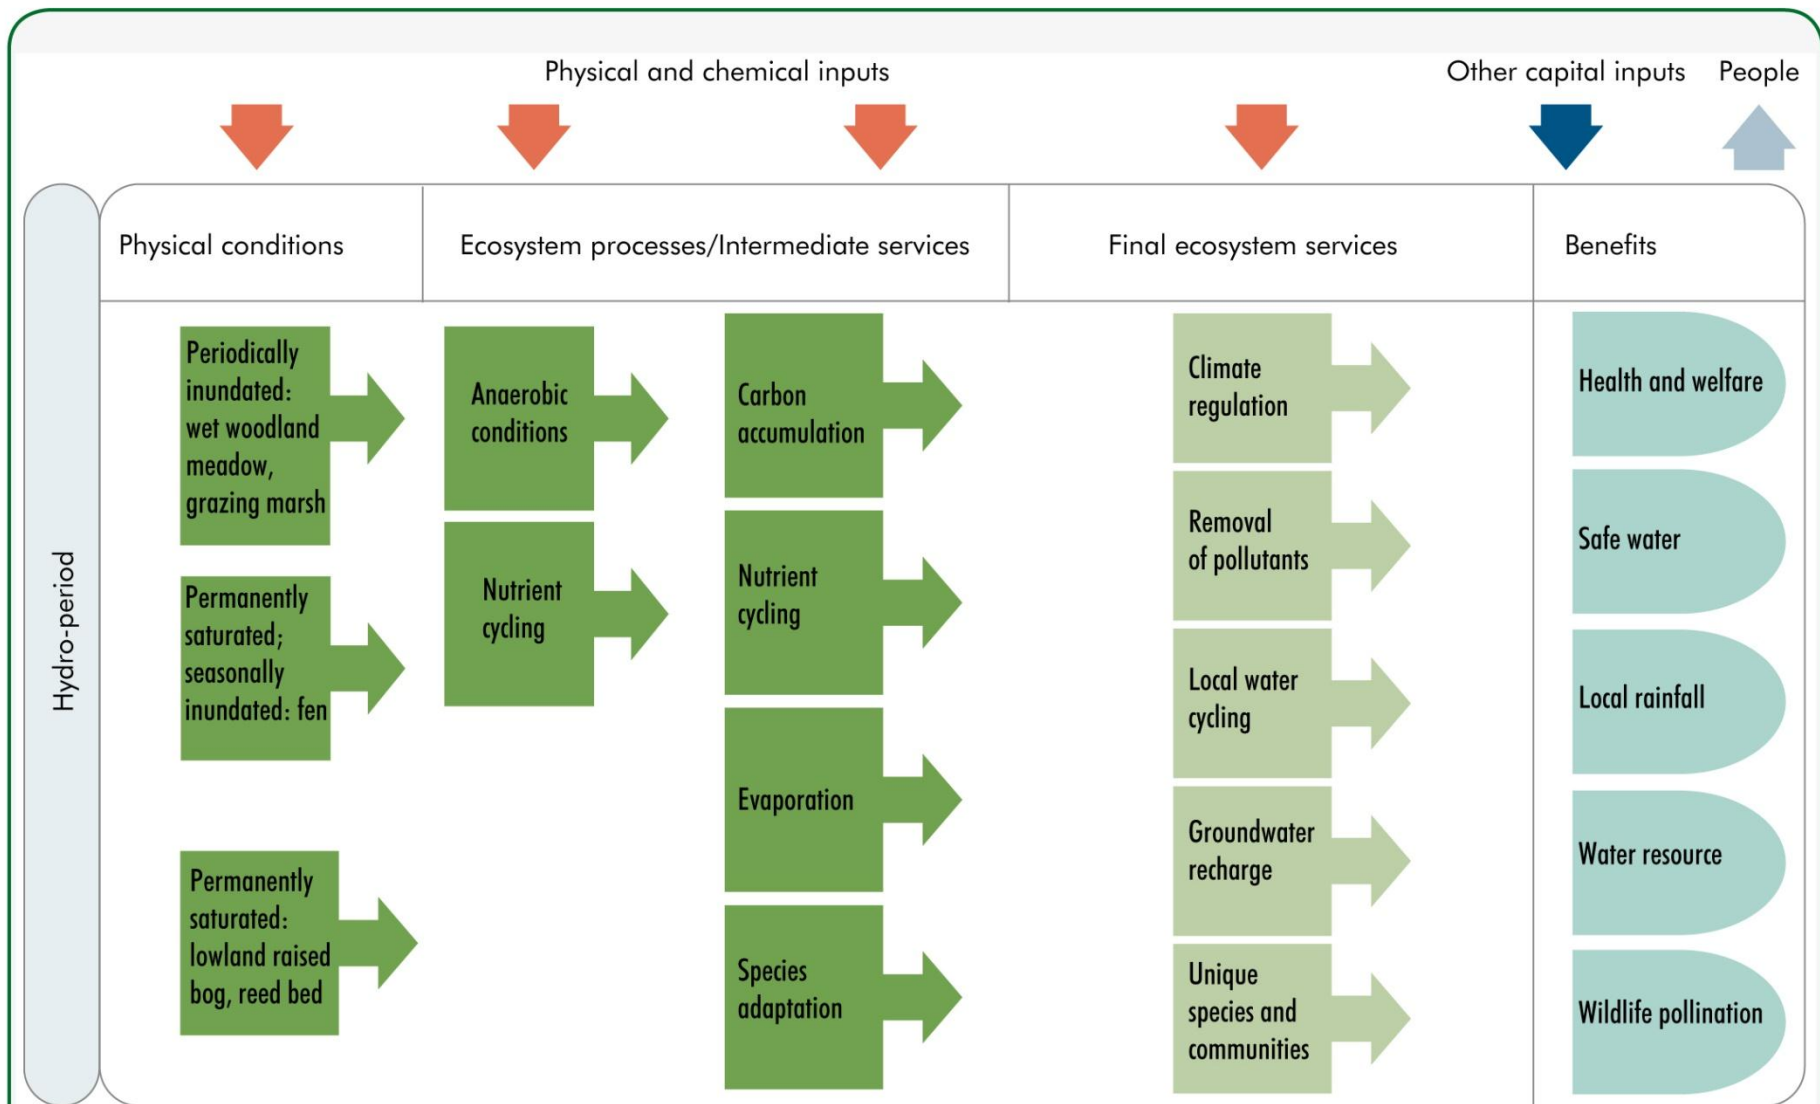 Physical and chemical inputs
Other capital inputs
People
Hydro-period
Physical conditions
Ecosystem processes/Intermediate services
Final ecosystem services
Benefits
Periodically
inundated:
wet woodland
meadow,
grazing marsh
Permanently
saturated;
seasonally
inundated: fen
Permanently
saturated:
lowland raised
bog, reed bed
Anaerobic
conditions
Nutrient
cycling
Carbon
accumulation
Nutrient
cycling
Evaporation
Species
adaptation
Climate
regulation
Removal
of pollutants
Local water
cycling
Groundwater
recharge
Unique
species and
communities
Health and welfare
Safe water
Local rainfall
Water resource
Wildlife pollination